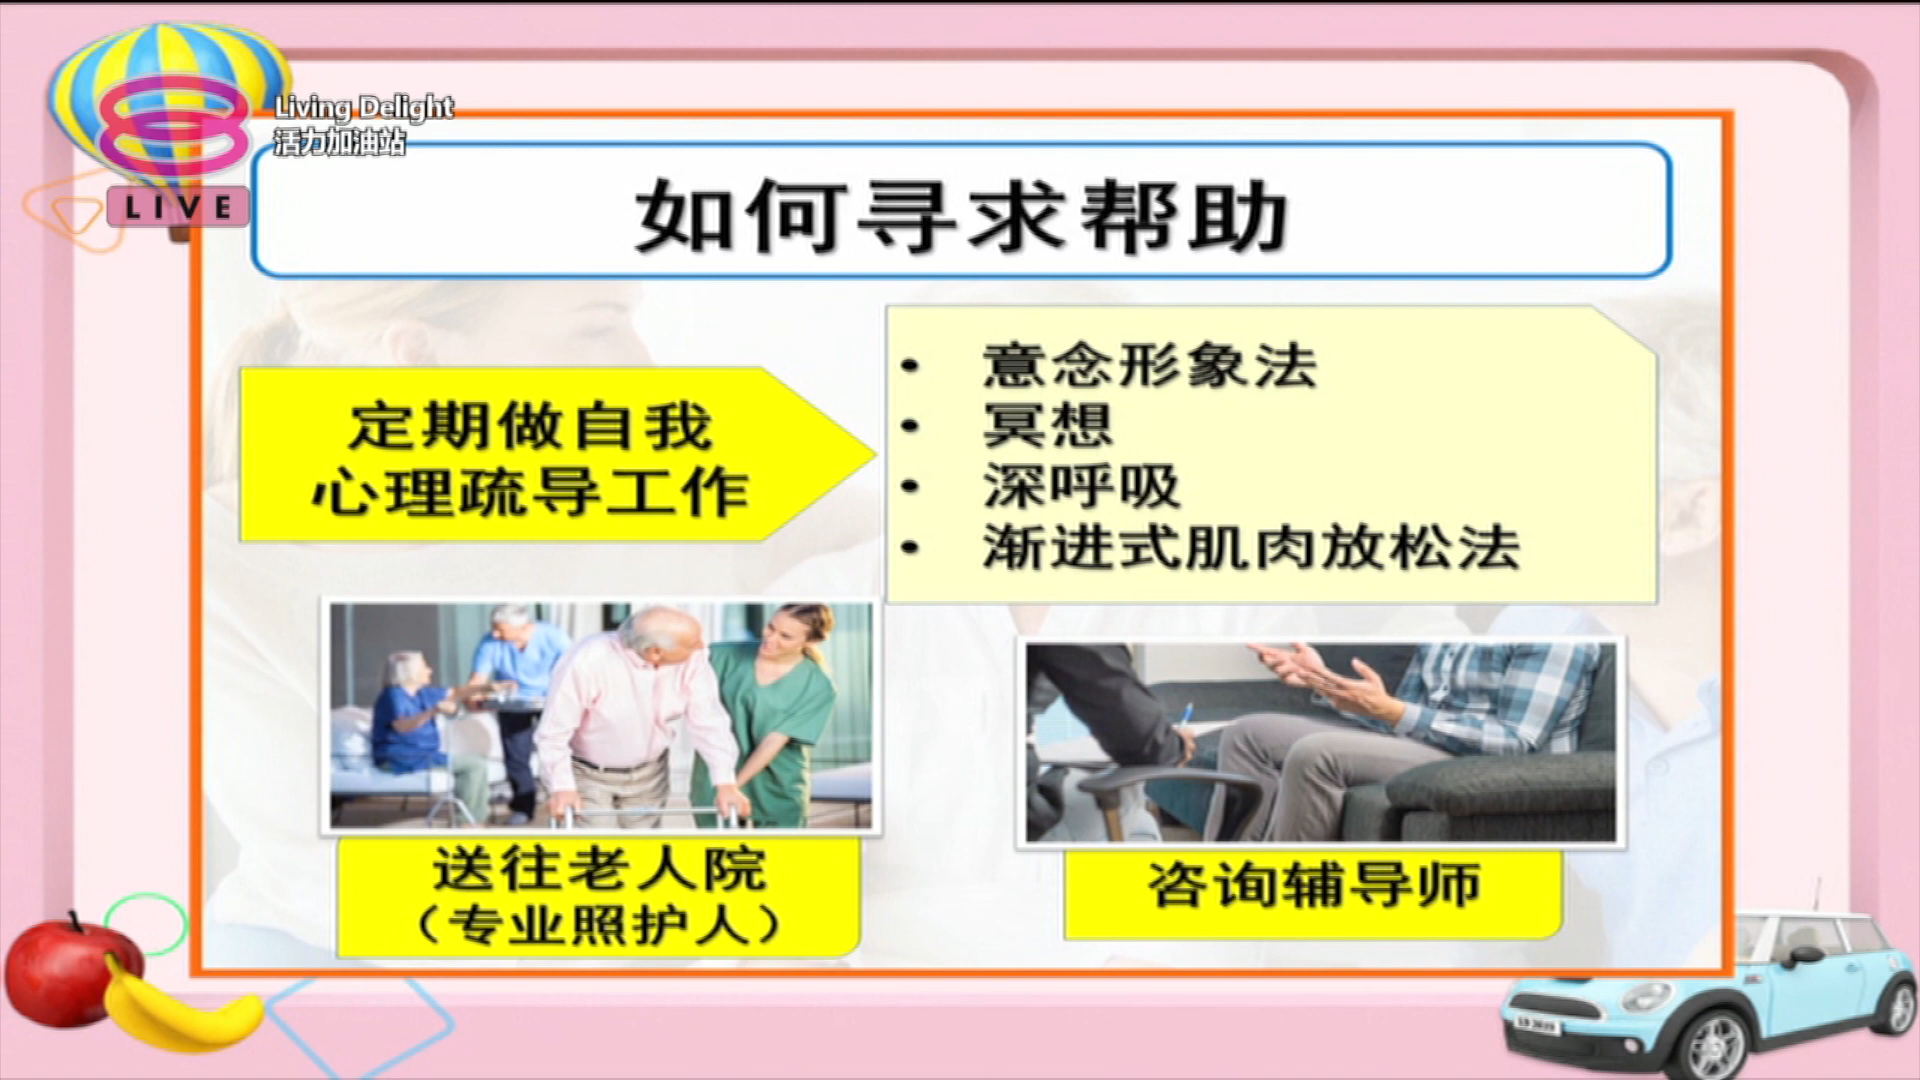 Living Delight
活力加油站
LIVE
如何寻求帮助
定期做自我
心理疏导工作
• 意念形象法
• 冥想
• 深呼吸
• 渐进式肌肉放松法
送往老人院
（专业照护人）
咨询辅导师